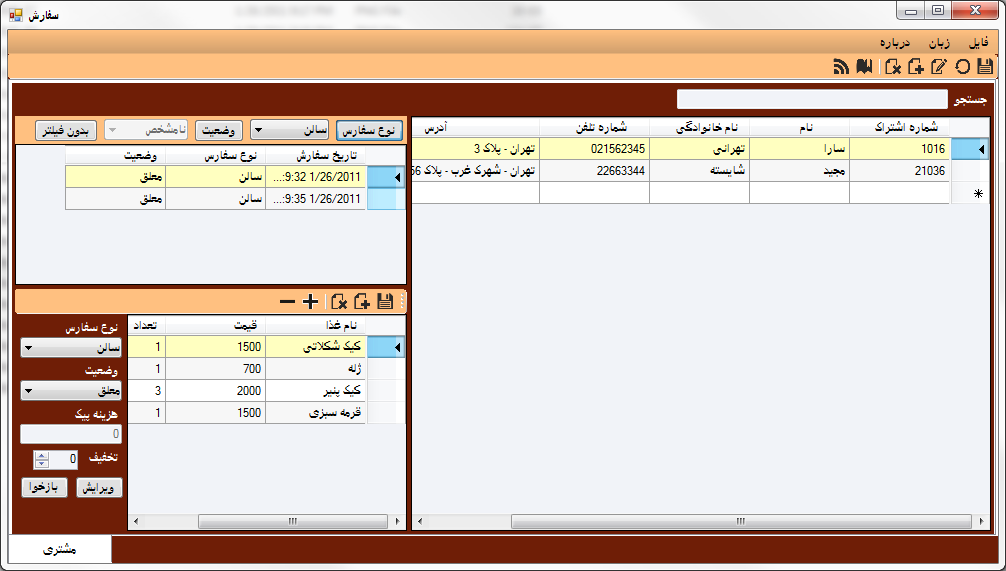 سفارش
فایل زبان درباره
جستجو
شماره اشتراک نام نام خانوادگی شماره تلفن آدرس
1016 سارا تهرانی 021562345 تهران - پلاک 3
21036 مجید شایسته 22663344 تهران - شهرک غرب - پلاک 56
نوع سفارس سالن وضعیت نامشخص بدون فیلتر
تاریخ سفارش نوع سفارس وضعیت
1/26/2011 9:32:... سالن معلق
1/26/2011 9:35:... سالن معلق
نام غذا قیمت تعداد
کیک شکلاتی 1500 1
ژله 700 1
کیک پنیر 2000 3
قرمه سبزی 1500 1
نوع سفارس
سالن
وضعیت
معلق
هزینه پیک
0
تخفیف 0
ویرایش بازخوا
مشتری